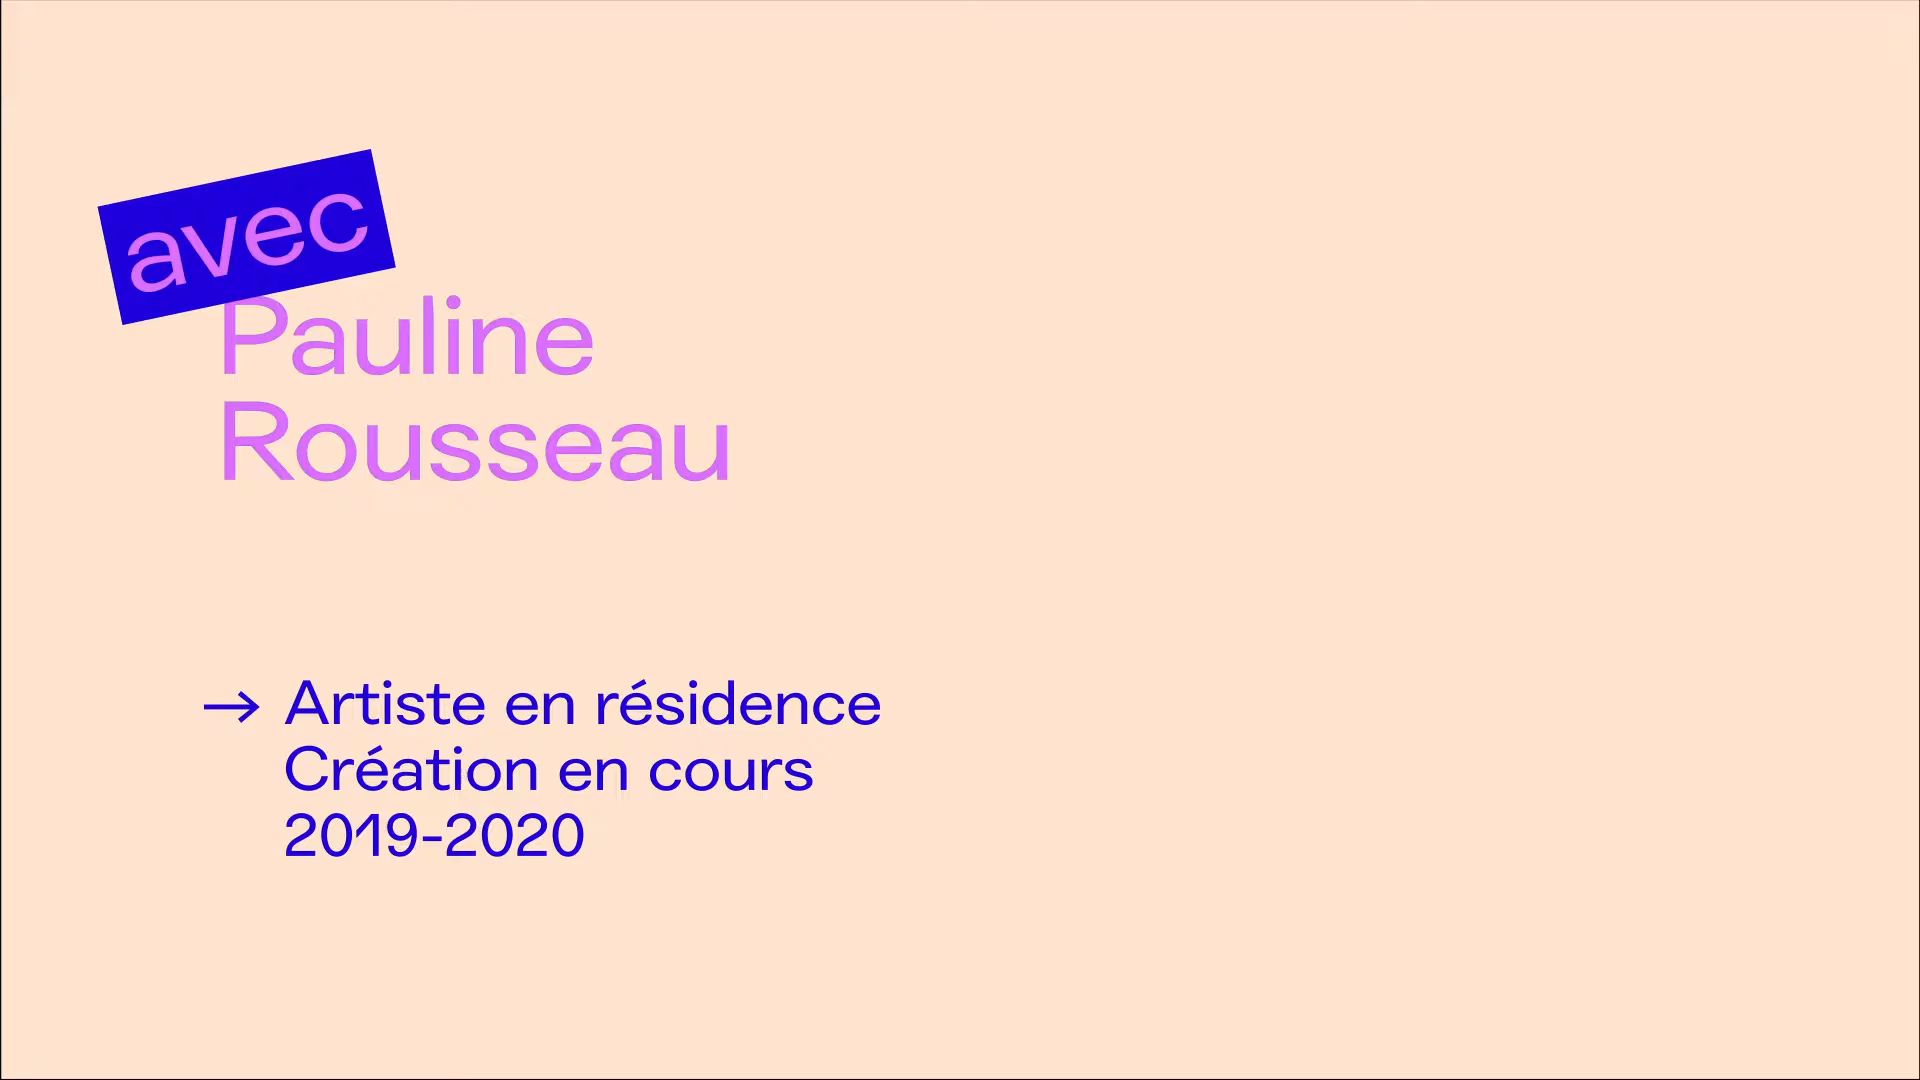 avec
Pauline
Rousseau
→ Artiste en résidence
Création en cours
2019-2020